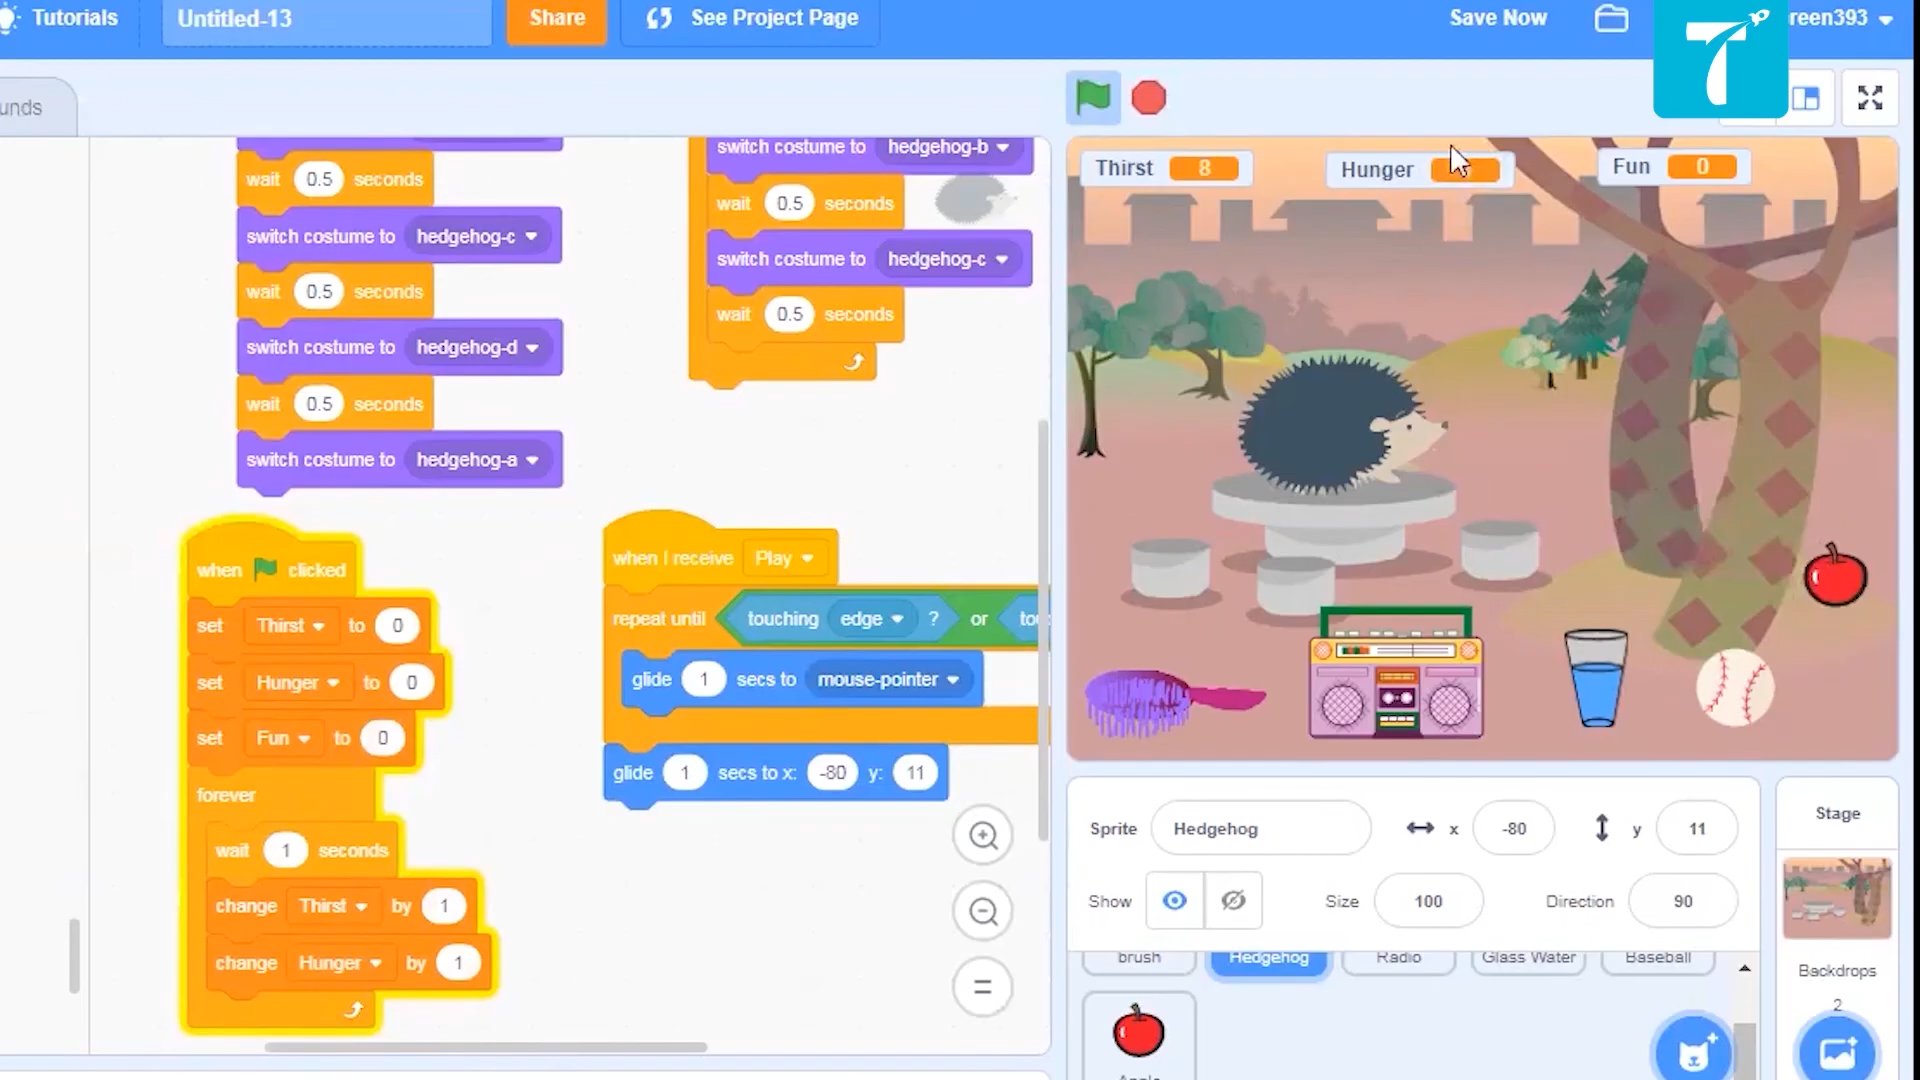 Tutorials
Untitled-13
Share
See Project Page
Save Now
reen393
unds
wait 0.5 seconds
switch costume to hedgehog-c
wait 0.5 seconds
switch costume to hedgehog-d
wait 0.5 seconds
switch costume to hedgehog-a
switch costume to hedgehog-b
wait 0.5 seconds
switch costume to hedgehog-c
wait 0.5 seconds
when clicked
set Thirst to 0
set Hunger to 0
set Fun to 0
forever
wait 1 seconds
change Thirst by 1
change Hunger by 1
when I receive Play
repeat until touching edge ? or tou
glide 1 secs to mouse-pointer
glide 1 secs to x: -80 y: 11
Thirst 8
Hunger
Fun 0
Sprite Hedgehog x -80 y 11
Show Size 100 Direction 90
brush Hedgehog Radio Glass Water Baseball
Stage
Backdrops
2